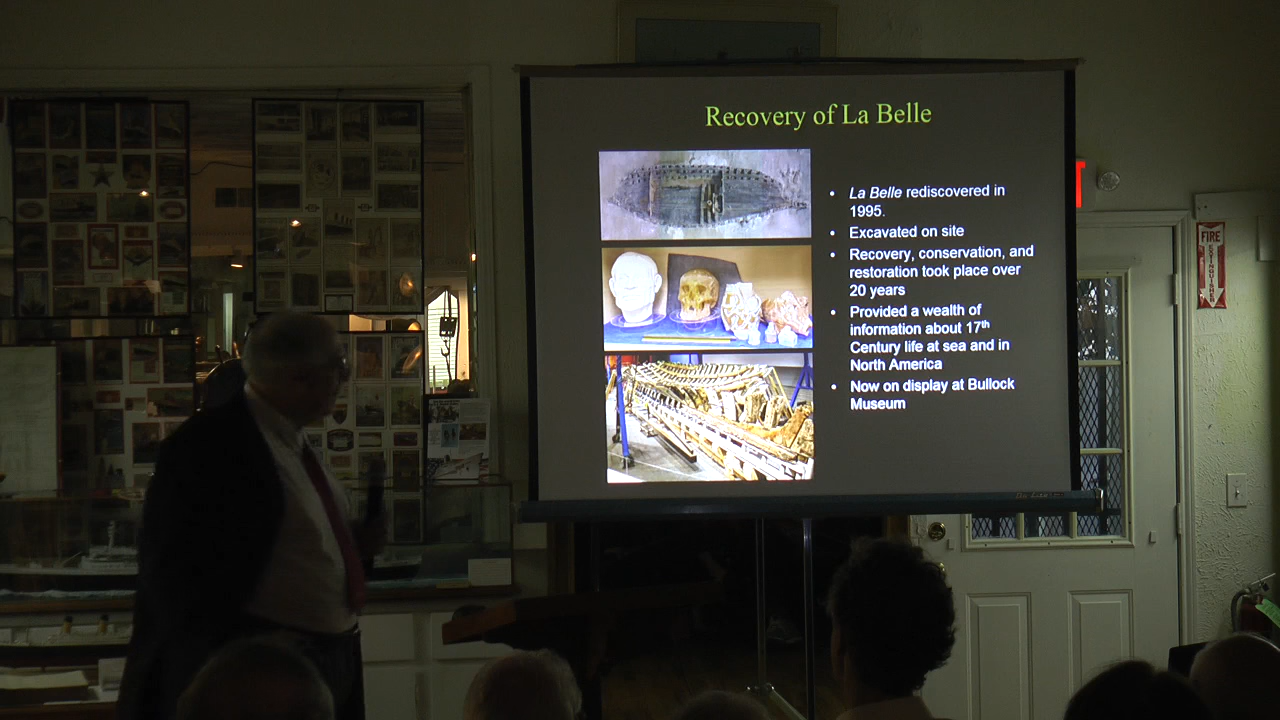 Recovery of La Belle
• La Belle rediscovered in
1995.
• Excavated on site
• Recovery, conservation, and
restoration took place over
20 years
• Provided a wealth of
information about 17th
Century life at sea and in
North America
• Now on display at Bullock
Museum
FIRE
EXTINGUISHER